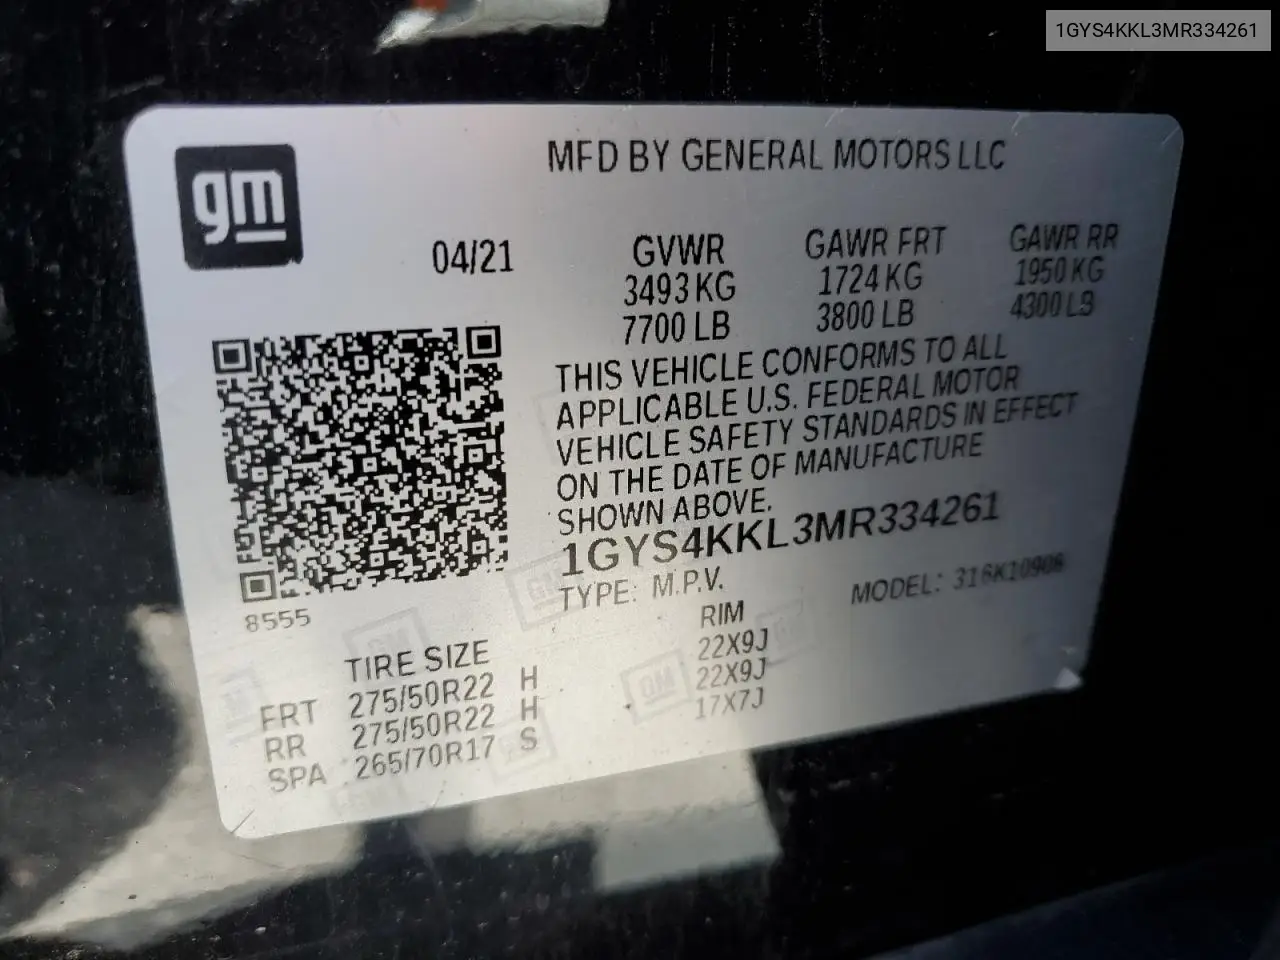 1GYS4KKL3MR334261
gm
MFD BY GENERAL MOTORS LLC
04/21
GVWR GAWR FRT GAWR RR
3493 KG 1724 KG 1950 KG
7700 LB 3800 LB 4300 LB
THIS VEHICLE CONFORMS TO ALL
APPLICABLE U.S. FEDERAL MOTOR
VEHICLE SAFETY STANDARDS IN EFFECT
ON THE DATE OF MANUFACTURE
SHOWN ABOVE.
1GYS4KKL3MR334261
TYPE: M.P.V. MODEL:
8555
TIRE SIZE RIM
FRT 275/50R22 H 22X9J
RR 275/50R22 H 22X9J
SPA 265/70R17 S 17X7J
GM
GM
GM